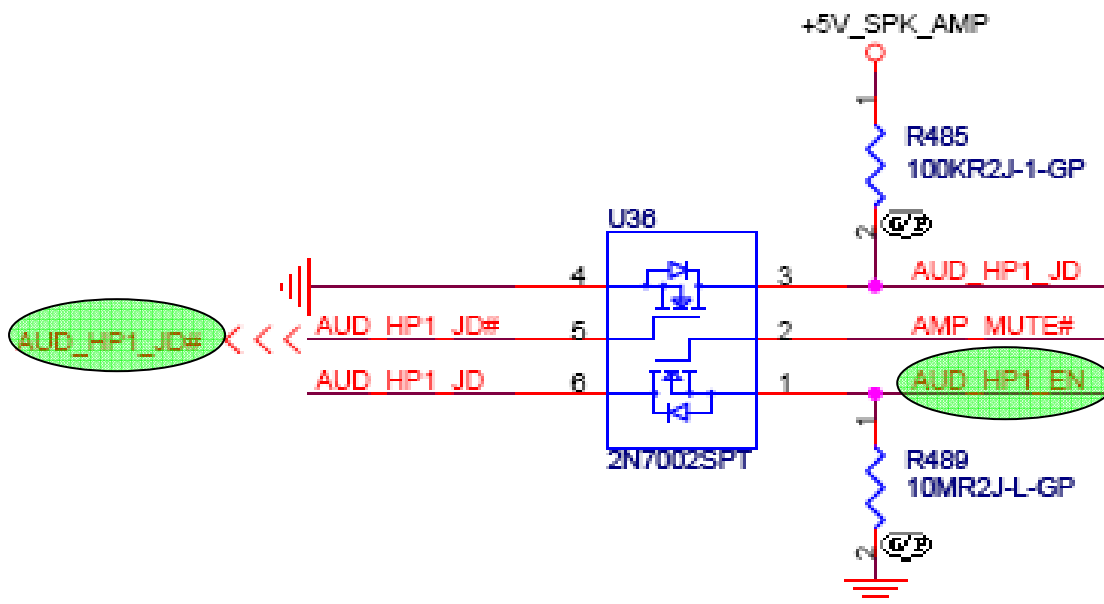 +5V_SPK_AMP
1
R485
100KR2J-1-GP
2
G/P
U36
4
3
AUD_HP1_JD
AUD_HP1_JD#
AUD_HP1_JD#
5
2
AMP_MUTE#
AUD_HP1_JD
6
1
AUD_HP1_EN
1
2N7002SPT
R489
10MR2J-L-GP
2
G/P